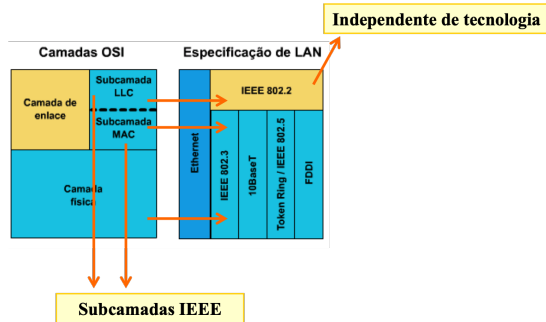 Independente de tecnologia
Camadas OSI
Especificação de LAN
Camada de
enlace
Subcamada
LLC
Subcamada
MAC
Camada
física
Ethernet
IEEE 802.2
IEEE 802.3
10BaseT
Token Ring / IEEE 802.5
FDDI
Subcamadas IEEE